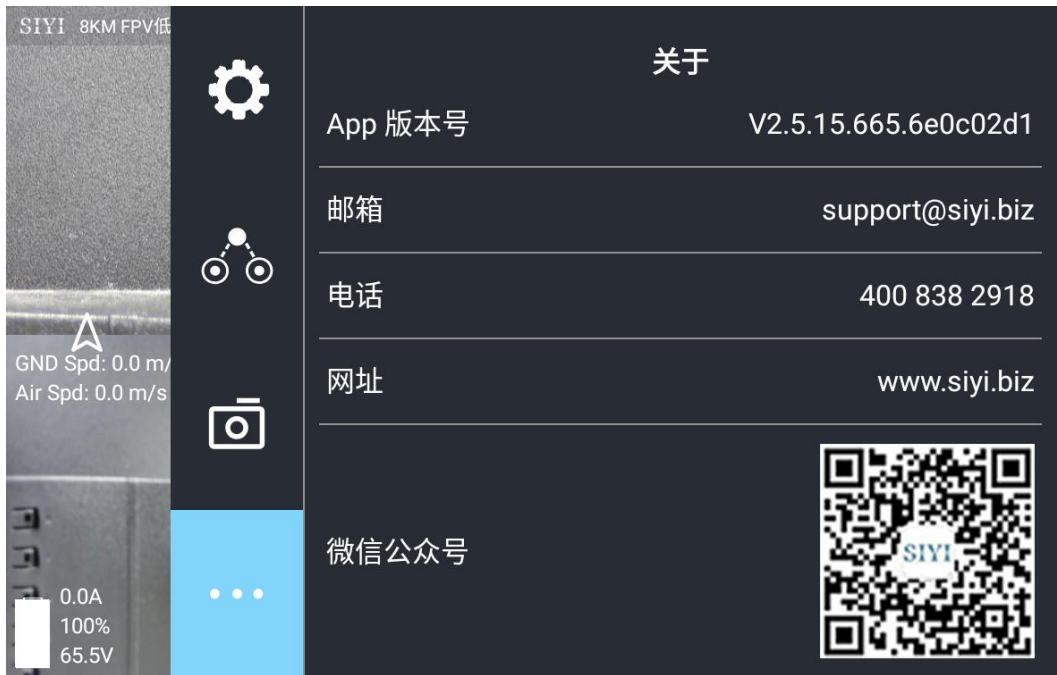 SIYI 8KM FPV低
关于
App 版本号 V2.5.15.665.6e0c02d1
邮箱 support@siyi.biz
电话 400 838 2918
网址 www.siyi.biz
微信公众号
SIYI
GND Spd: 0.0 m/
Air Spd: 0.0 m/s
0.0A
100%
65.5V